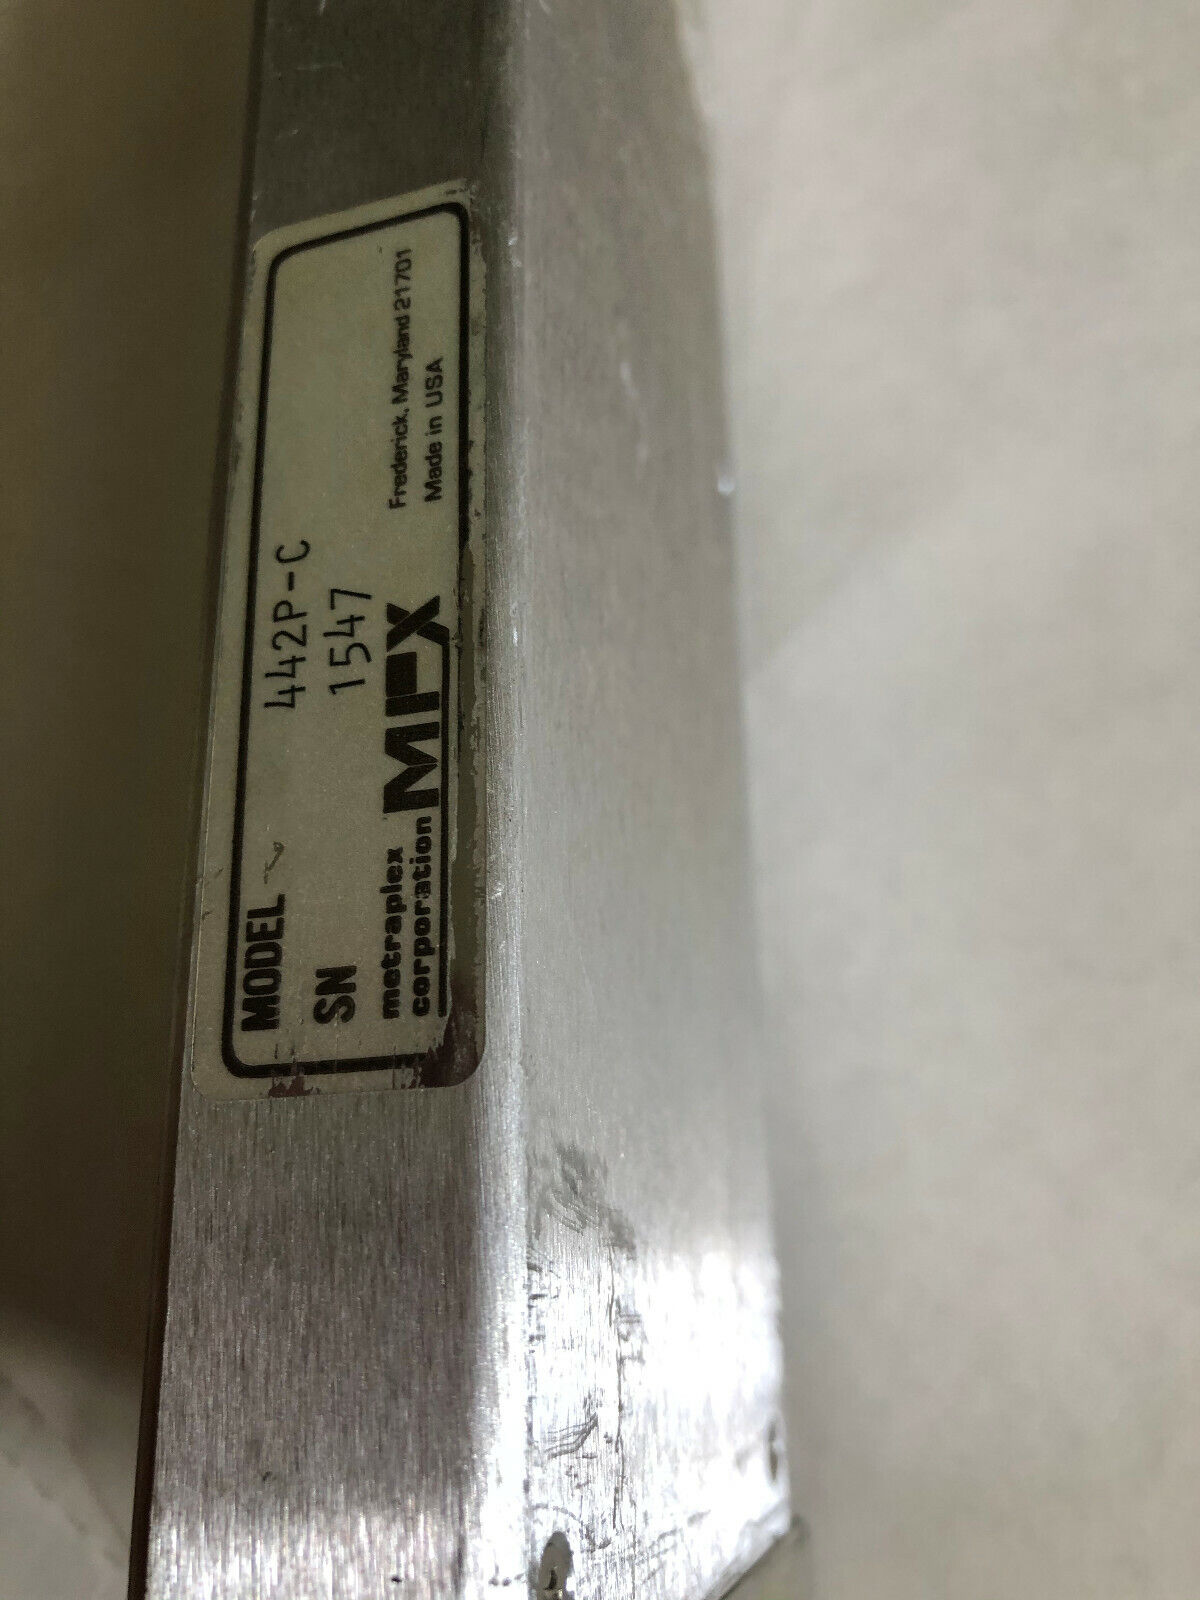 MODEL 442P-C
SN 1547
metraplex
corporation MPX
Frederick, Maryland 21701
Made in USA